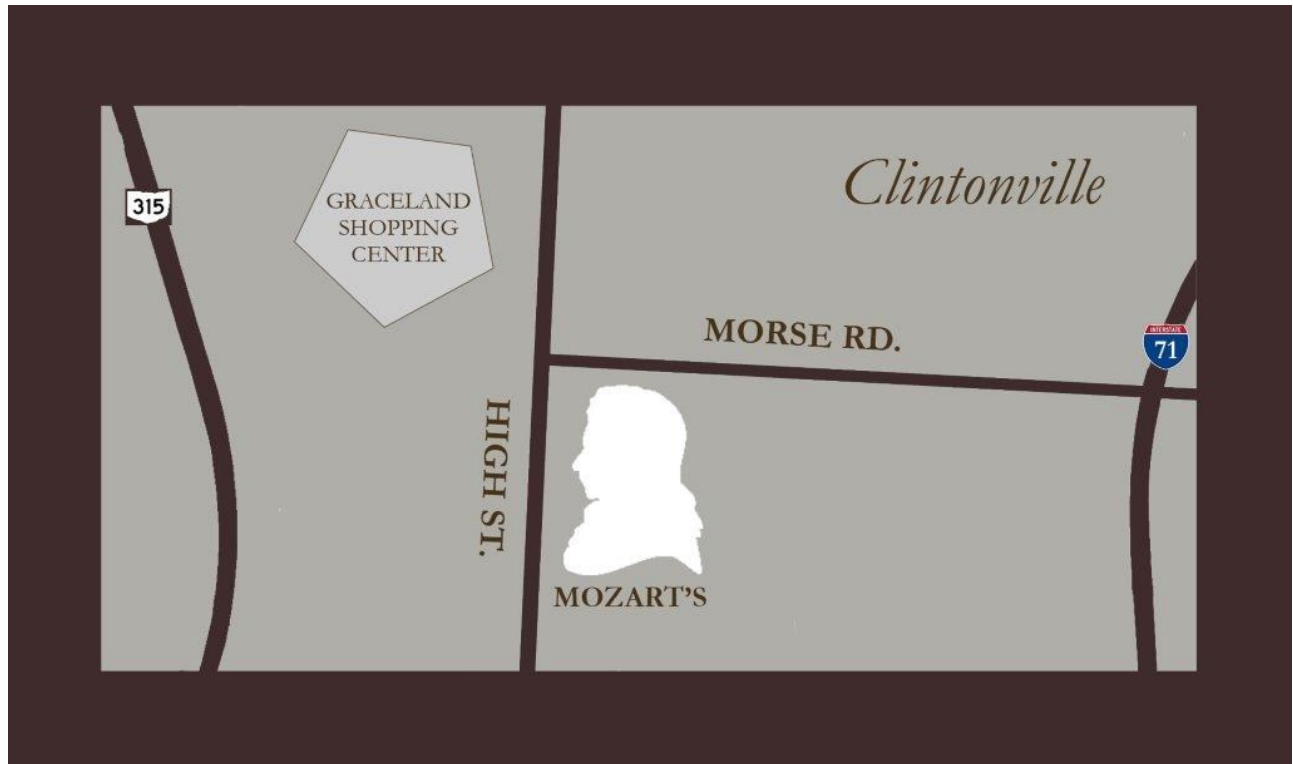 315
GRACELAND
SHOPPING
CENTER
Clintonville
MORSE RD.
INTERSTATE
71
HIGH ST.
MOZART'S